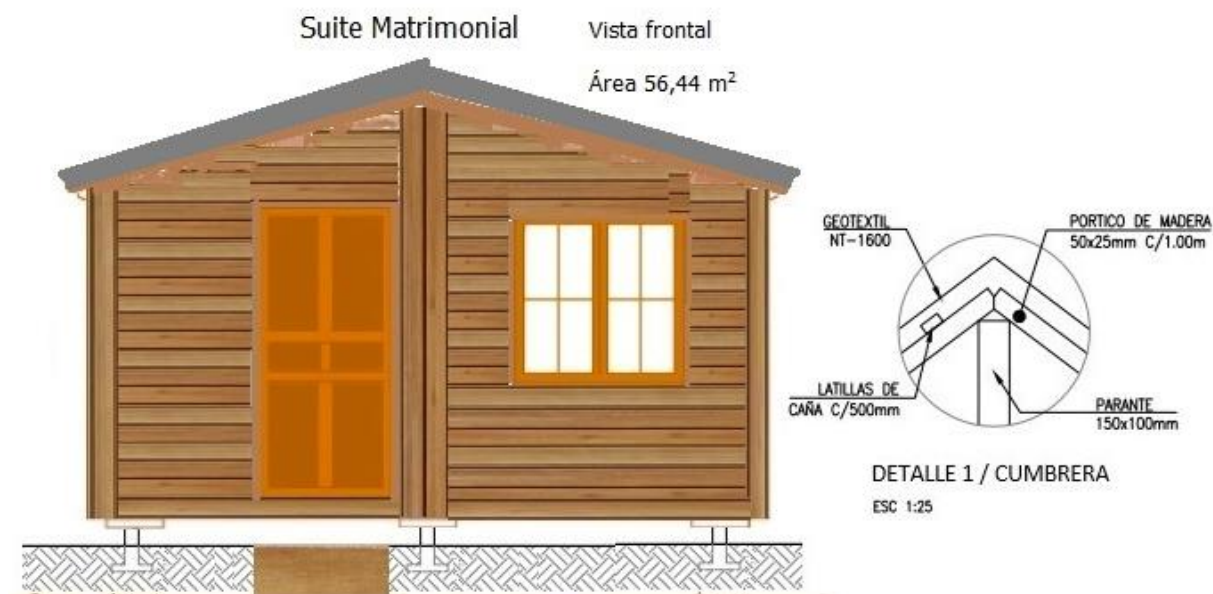 Suite Matrimonial
Vista frontal
Área 56,44 m²
GEOTEXTIL
NT-1600
PORTICO DE MADERA
50x25mm C/1.00m
LATILLAS DE
CAÑA C/500mm
PARANTE
150x100mm
DETALLE 1 / CUMBRERA
ESC 1:25